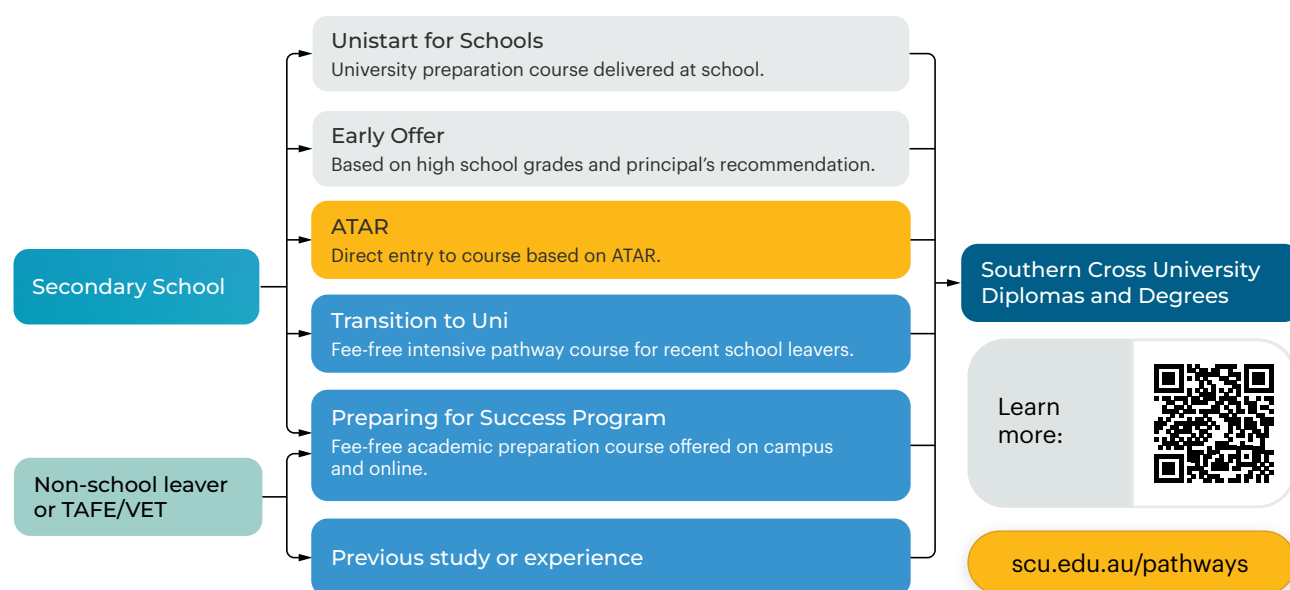 Unistart for Schools
University preparation course delivered at school.
Early Offer
Based on high school grades and principal's recommendation.
ATAR
Direct entry to course based on ATAR.
Secondary School
Transition to Uni
Fee-free intensive pathway course for recent school leavers.
Preparing for Success Program
Fee-free academic preparation course offered on campus
and online.
Non-school leaver
or TAFE/VET
Previous study or experience
Southern Cross University
Diplomas and Degrees
Learn
more:
scu.edu.au/pathways